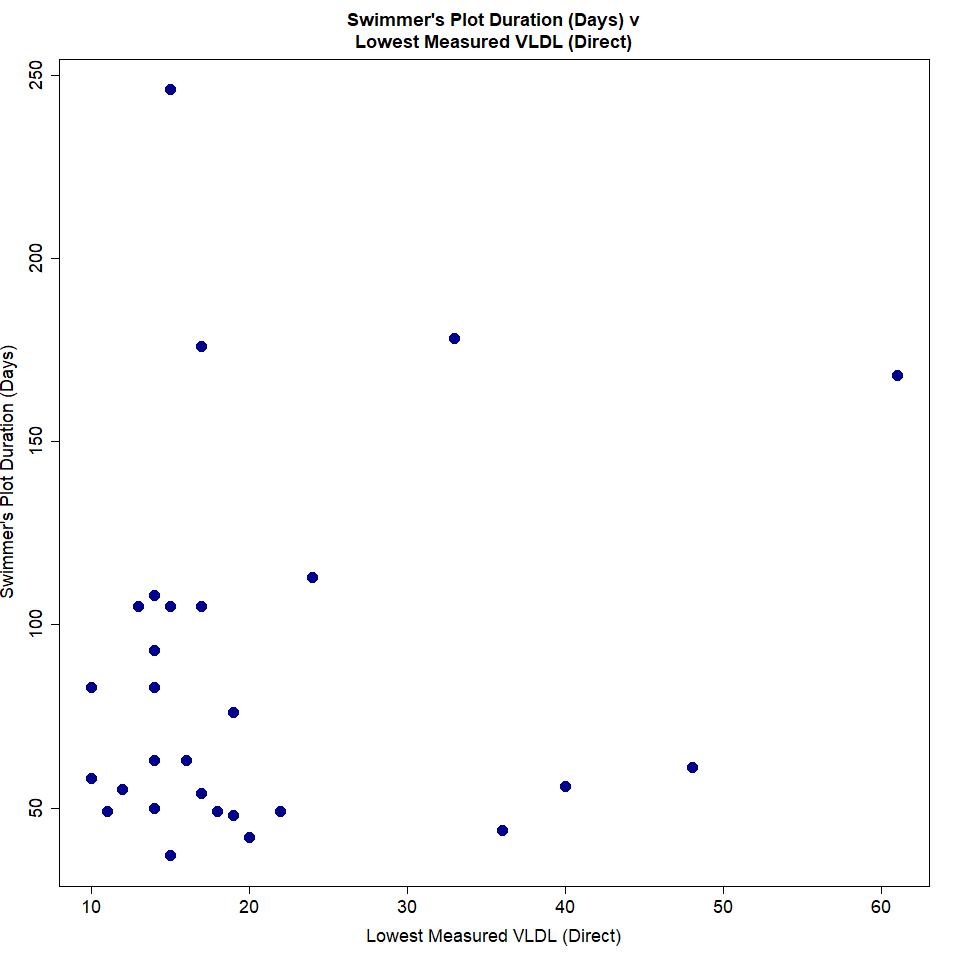 Swimmer's Plot Duration (Days) v
Lowest Measured VLDL (Direct)
Swimmer's Plot Duration (Days)
250
200
150
100
50
10 20 30 40 50 60
Lowest Measured VLDL (Direct)